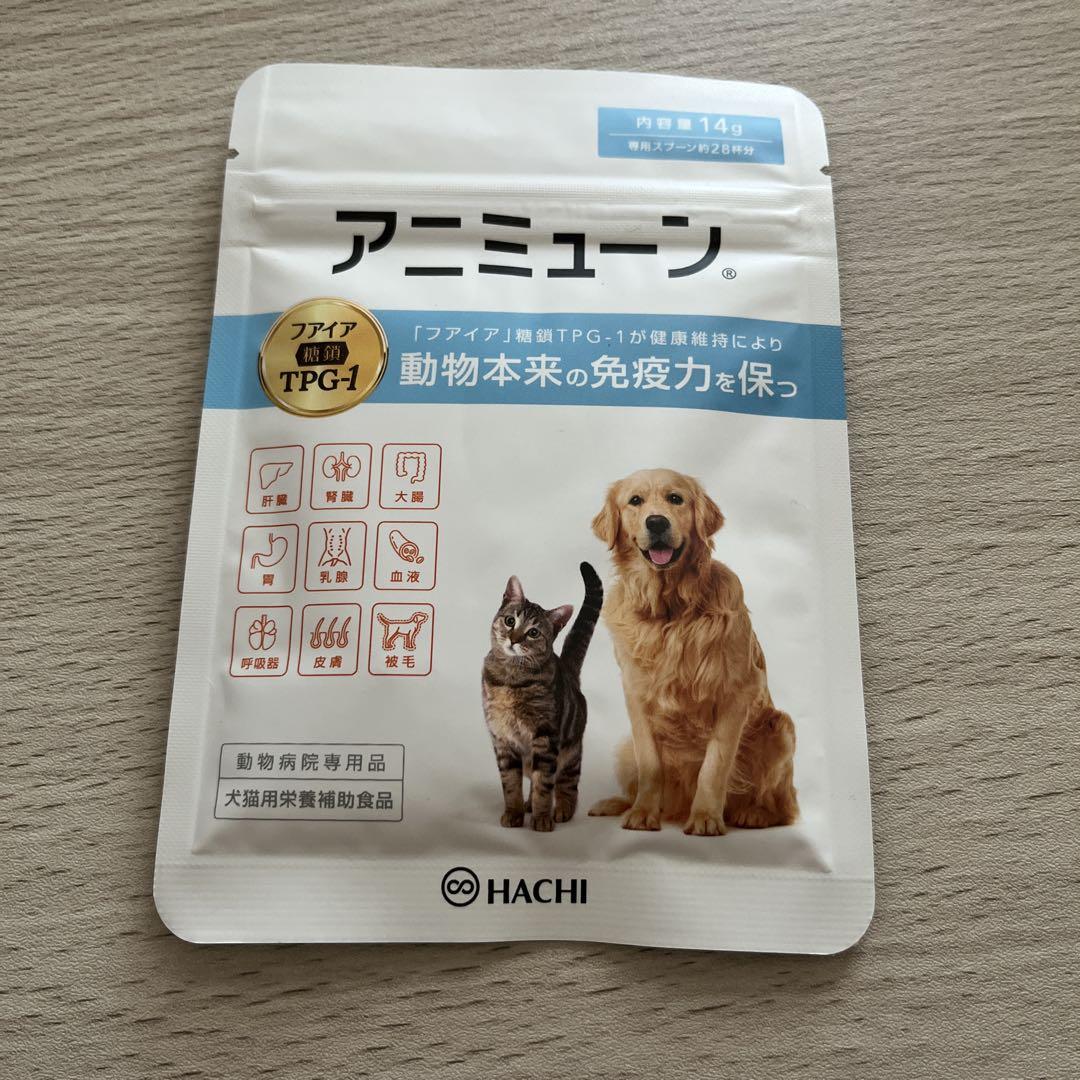 内容量 14g
専用スプーン約28杯分
アニミューン®
フアイア
糖鎖
TPG-1
「フアイア」糖鎖TPG-1が健康維持により
動物本来の免疫力を保つ
肝臓
腎臓
大腸
胃
乳腺
血液
呼吸器
皮膚
被毛
動物病院専用品
犬猫用栄養補助食品
HACHI